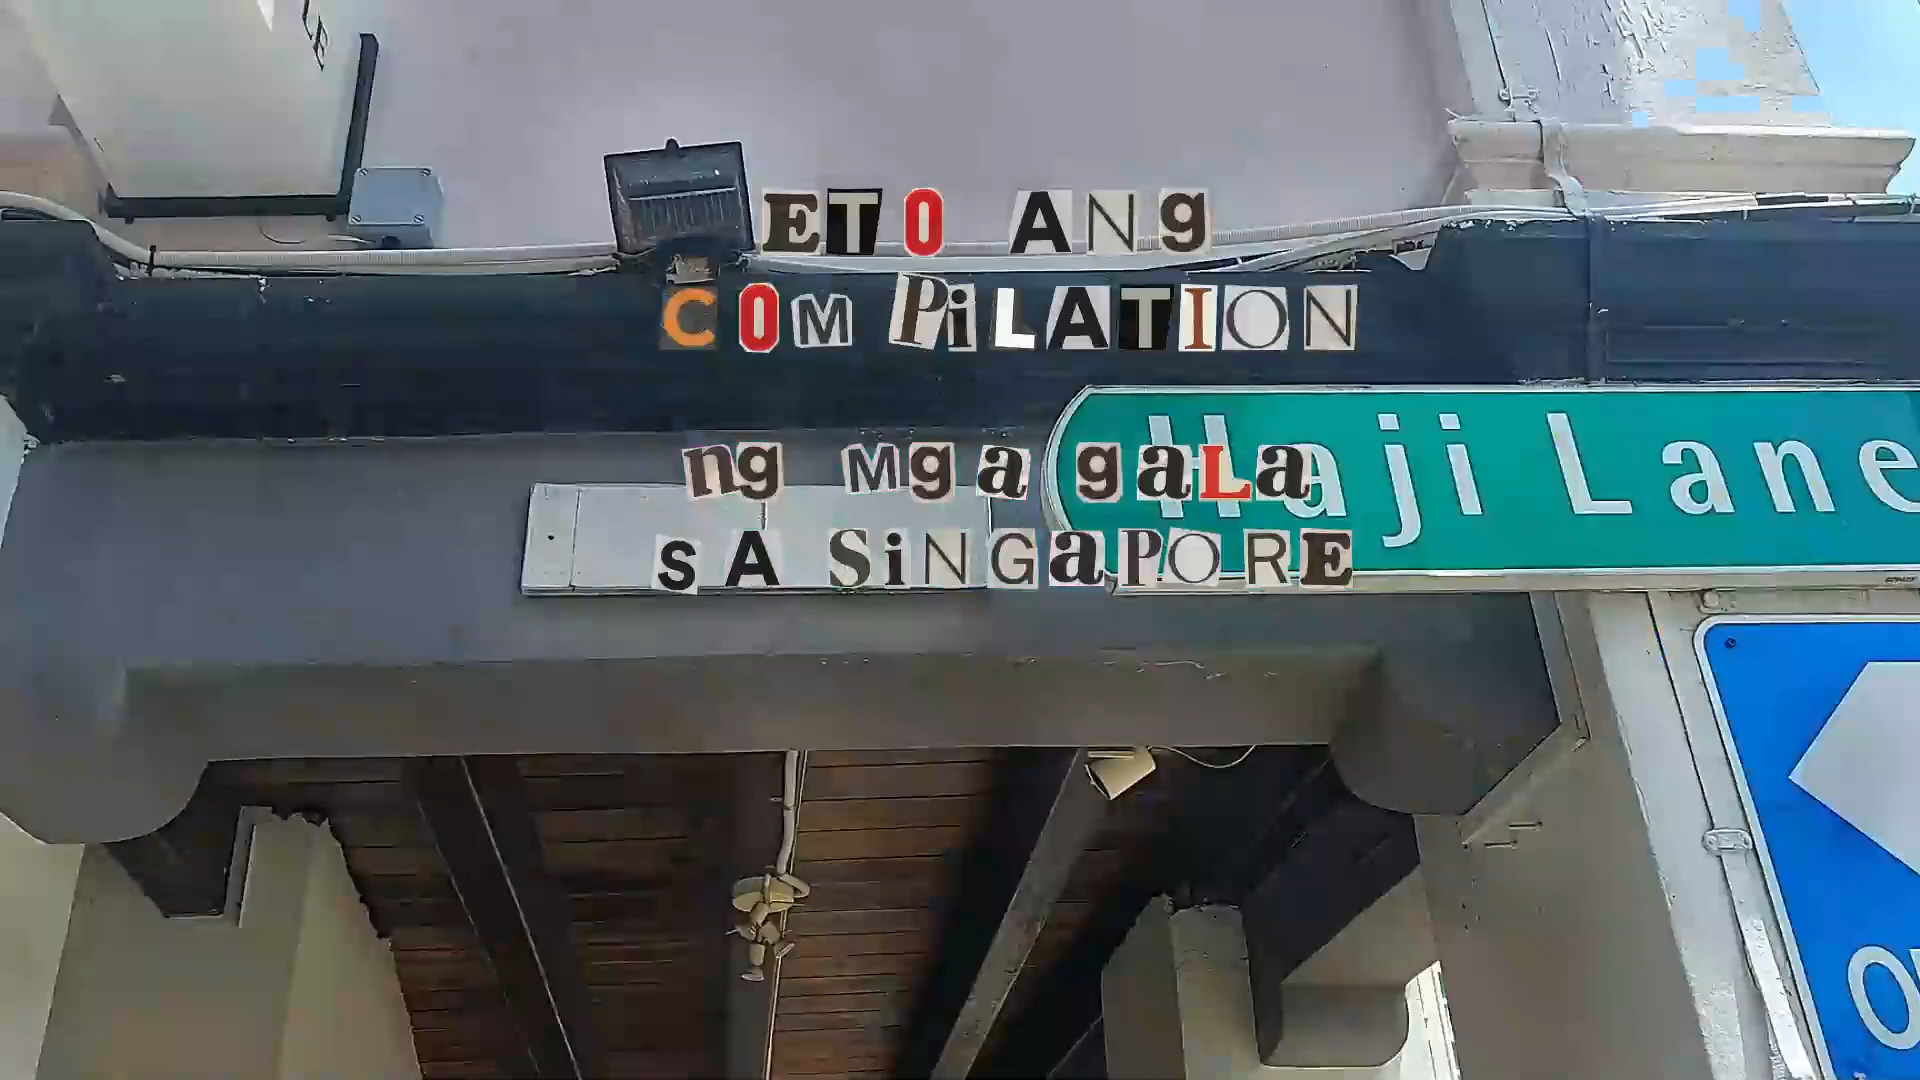 ETO ANg
COMPiLATION
ng Mga gaLa
SA SiNGaPORE
Haji Lane